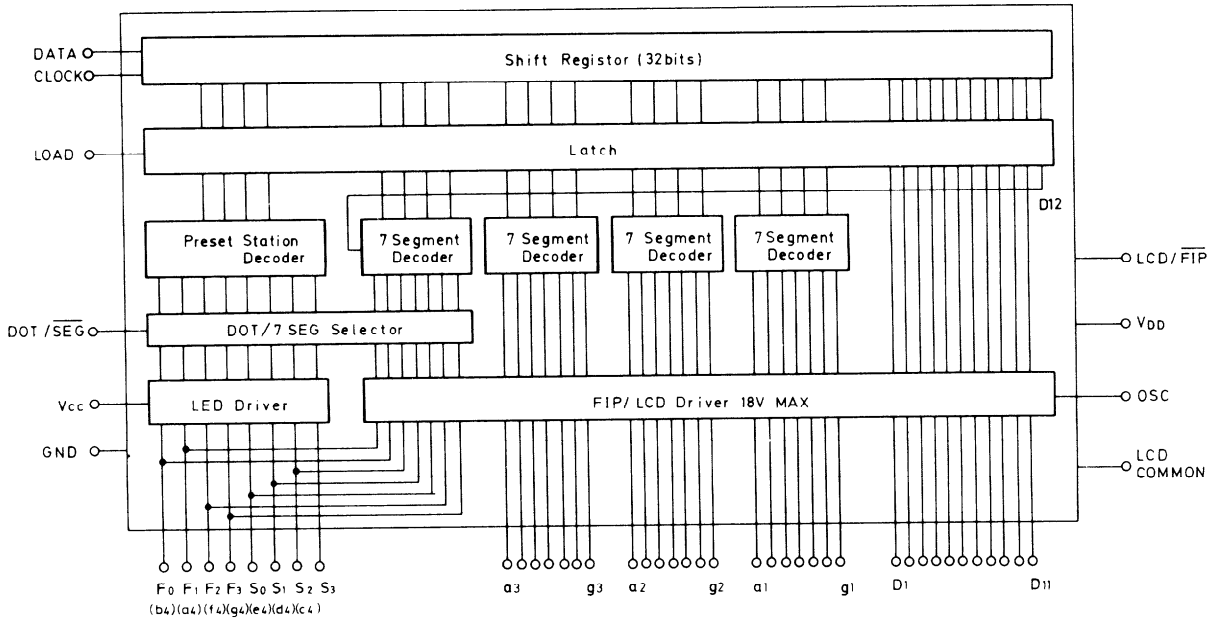 DATA
CLOCK
Shift Registor (32bits)
LOAD
Latch
D12
Preset Station
Decoder
7 Segment
Decoder
7 Segment
Decoder
7 Segment
Decoder
7 Segment
Decoder
LCD/F̅I̅P̅
DOT/S̅E̅G̅
DOT/7 SEG Selector
VDD
Vcc
LED Driver
FIP/LCD Driver 18V MAX
OSC
GND
LCD
COMMON
F0 F1 F2 F3 S0 S1 S2 S3
(b4)(a4)(f4)(g4)(e4)(d4)(c4)
a3 g3 a2 g2 a1 g1 D1 D11